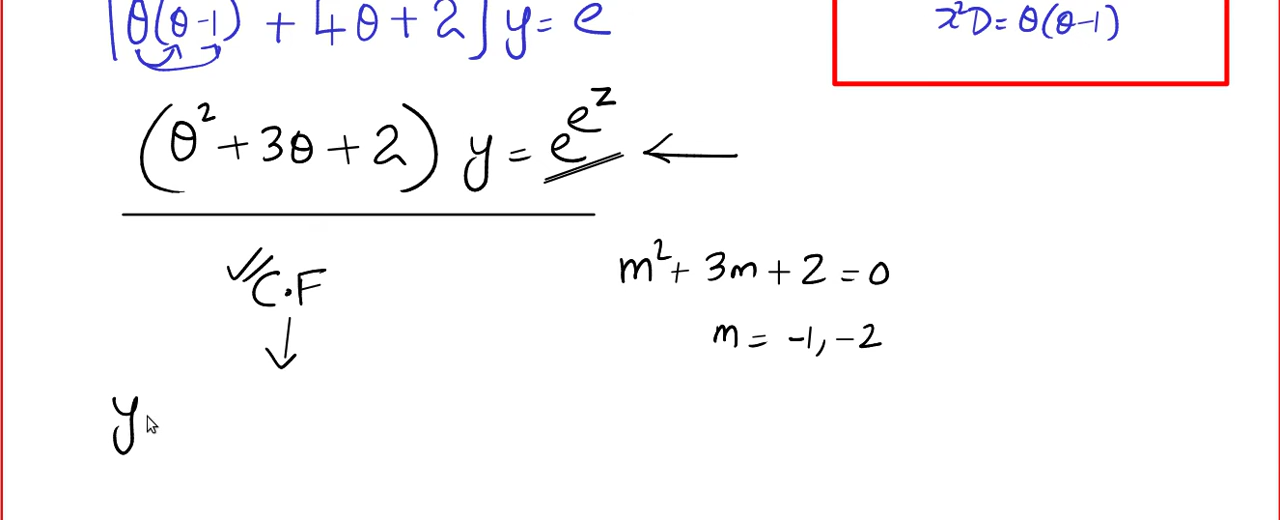 [θ(θ-1) + 4θ + 2] y = e
x²D = θ(θ-1)
(θ² + 3θ + 2) y = e^{e^z} ←
C.F
m² + 3m + 2 = 0
m = -1, -2
y